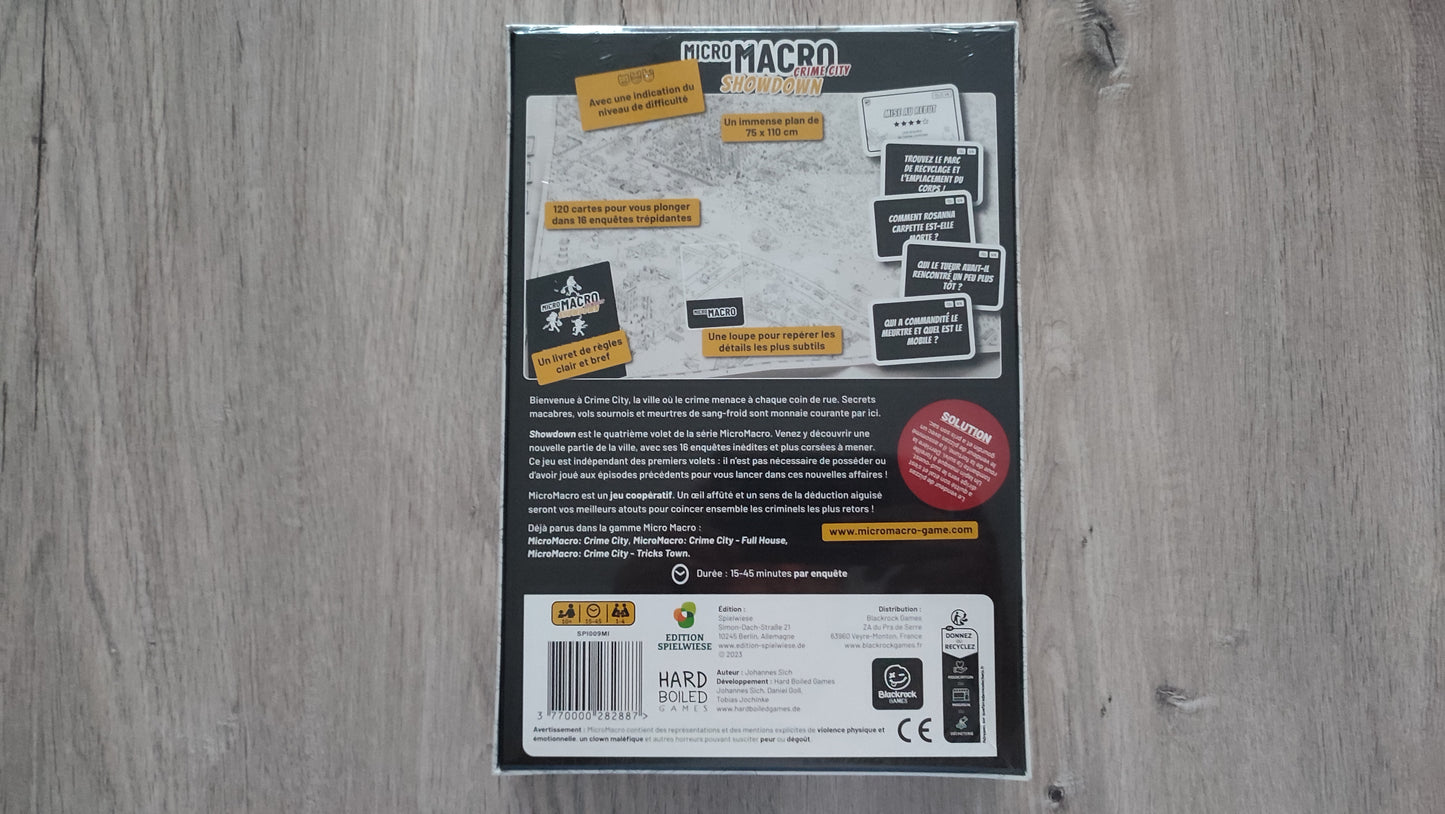 MICRO MACRO
CRIME CITY
SHOWDOWN
Avec une indication du
niveau de difficulté
Un immense plan de
75 x 110 cm
MISE AU REBUT
120 cartes pour vous plonger
dans 16 enquêtes trépidantes
TROUVEZ LE PARC
DE RECYCLAGE ET
L'EMPLACEMENT DU
CORPS !
COMMENT ROSANNA
CARPETTE EST-ELLE
MORTE ?
QUI LE TUEUR AVAIT-IL
RENCONTRÉ UN PEU PLUS
TÔT ?
QUI A COMMANDITÉ LE
MEURTRE ET QUEL EST LE
MOBILE ?
MICRO MACRO
SHOWDOWN
MICRO MACRO
Un livret de règles
clair et bref
Une loupe pour repérer les
détails les plus subtils
Bienvenue à Crime City, la ville où le crime menace à chaque coin de rue. Secrets
macabres, vols sournois et meurtres de sang-froid sont monnaie courante par ici.
Showdown est le quatrième volet de la série MicroMacro. Venez y découvrir une
nouvelle partie de la ville, avec ses 16 enquêtes inédites et plus corsées à mener.
Ce jeu est indépendant des premiers volets : il n'est pas nécessaire de posséder ou
d'avoir joué aux épisodes précédents pour vous lancer dans ces nouvelles affaires !
MicroMacro est un jeu coopératif. Un œil affûté et un sens de la déduction aiguisé
seront vos meilleurs atouts pour coincer ensemble les criminels les plus retors !
SOLUTION
Déjà parus dans la gamme Micro Macro :
MicroMacro: Crime City, MicroMacro: Crime City - Full House,
MicroMacro: Crime City - Tricks Town.
www.micromacro-game.com
Durée : 15-45 minutes par enquête
10+ 15-45 1-4
SPI009MI
3 770000 282887 >
EDITION
SPIELWIESE
Édition :
Spielwiese
Simon-Dach-Straße 21
10245 Berlin, Allemagne
www.edition-spielwiese.de
© 2023
Distribution :
Blackrock Games
ZA du Pra de Serre
63960 Veyre-Monton, France
www.blackrockgames.fr
HARD
BOILED
GAMES
Auteur : Johannes Sich
Développement : Hard Boiled Games
Johannes Sich, Daniel Goll,
Tobias Jochinke
www.hardboiledgames.de
Blackrock
GAMES
CE
DONNEZ
OU
RECYCLEZ
ASSOCIATION
OU
MAGASIN
OU
DÉCHÈTERIE
Avertissement : MicroMacro contient des représentations et des mentions explicites de violence physique et
émotionnelle, un clown maléfique et autres horreurs pouvant susciter peur ou dégoût.